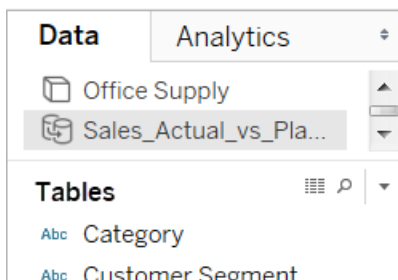 Data Analytics
Office Supply
Sales_Actual_vs_Pla...
Tables
Abc Category
Abc Customer Segment